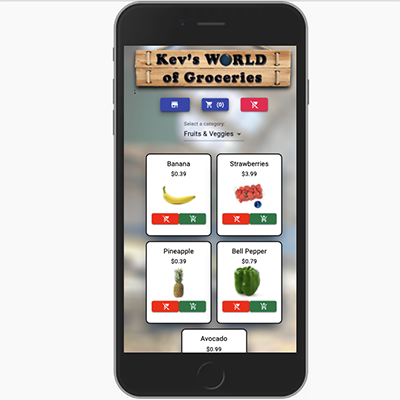 Kev's WORLD
of Groceries
(0)
Select a category
Fruits & Veggies
Banana
$0.39
Strawberries
$3.99
Pineapple
$0.39
Bell Pepper
$0.79
Avocado
$0.99